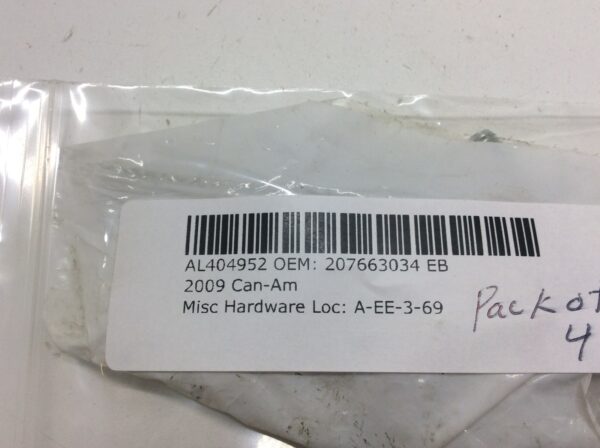 AL404952 OEM: 207663034 EB
2009 Can-Am
Misc Hardware Loc: A-EE-3-69
Pack of
4